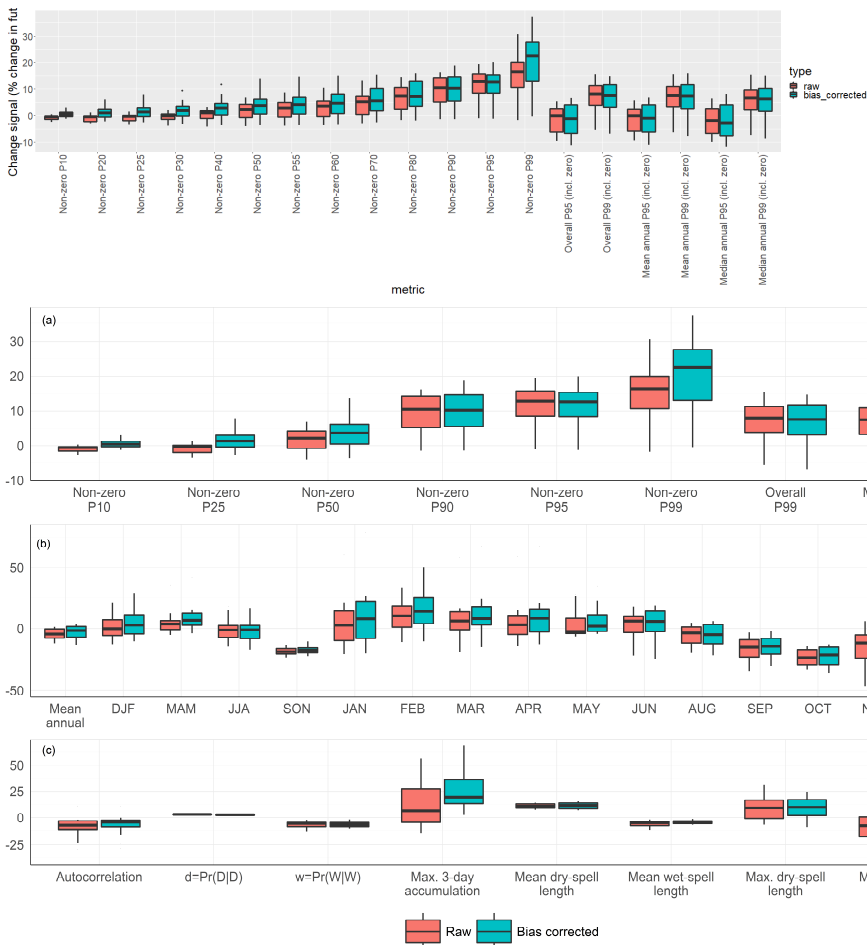 Change signal (% change in fut
30
20
10
0
-10
Non-zero P10
Non-zero P20
Non-zero P25
Non-zero P30
Non-zero P40
Non-zero P50
Non-zero P55
Non-zero P60
Non-zero P70
Non-zero P80
Non-zero P90
Non-zero P95
Non-zero P99
Overall P95 (incl. zero)
Overall P99 (incl. zero)
Mean annual P95 (incl. zero)
Mean annual P99 (incl. zero)
Median annual P95 (incl. zero)
Median annual P99 (incl. zero)
metric
type
raw
bias_corrected
(a)
30
20
10
0
-10
Non-zero P10
Non-zero P25
Non-zero P50
Non-zero P90
Non-zero P95
Non-zero P99
Overall P99
(b)
50
0
-50
Mean annual
DJF
MAM
JJA
SON
JAN
FEB
MAR
APR
MAY
JUN
AUG
SEP
OCT
(c)
50
25
0
-25
Autocorrelation
d=Pr(D|D)
w=Pr(W|W)
Max. 3-day accumulation
Mean dry-spell length
Mean wet-spell length
Max. dry-spell length
Raw
Bias corrected